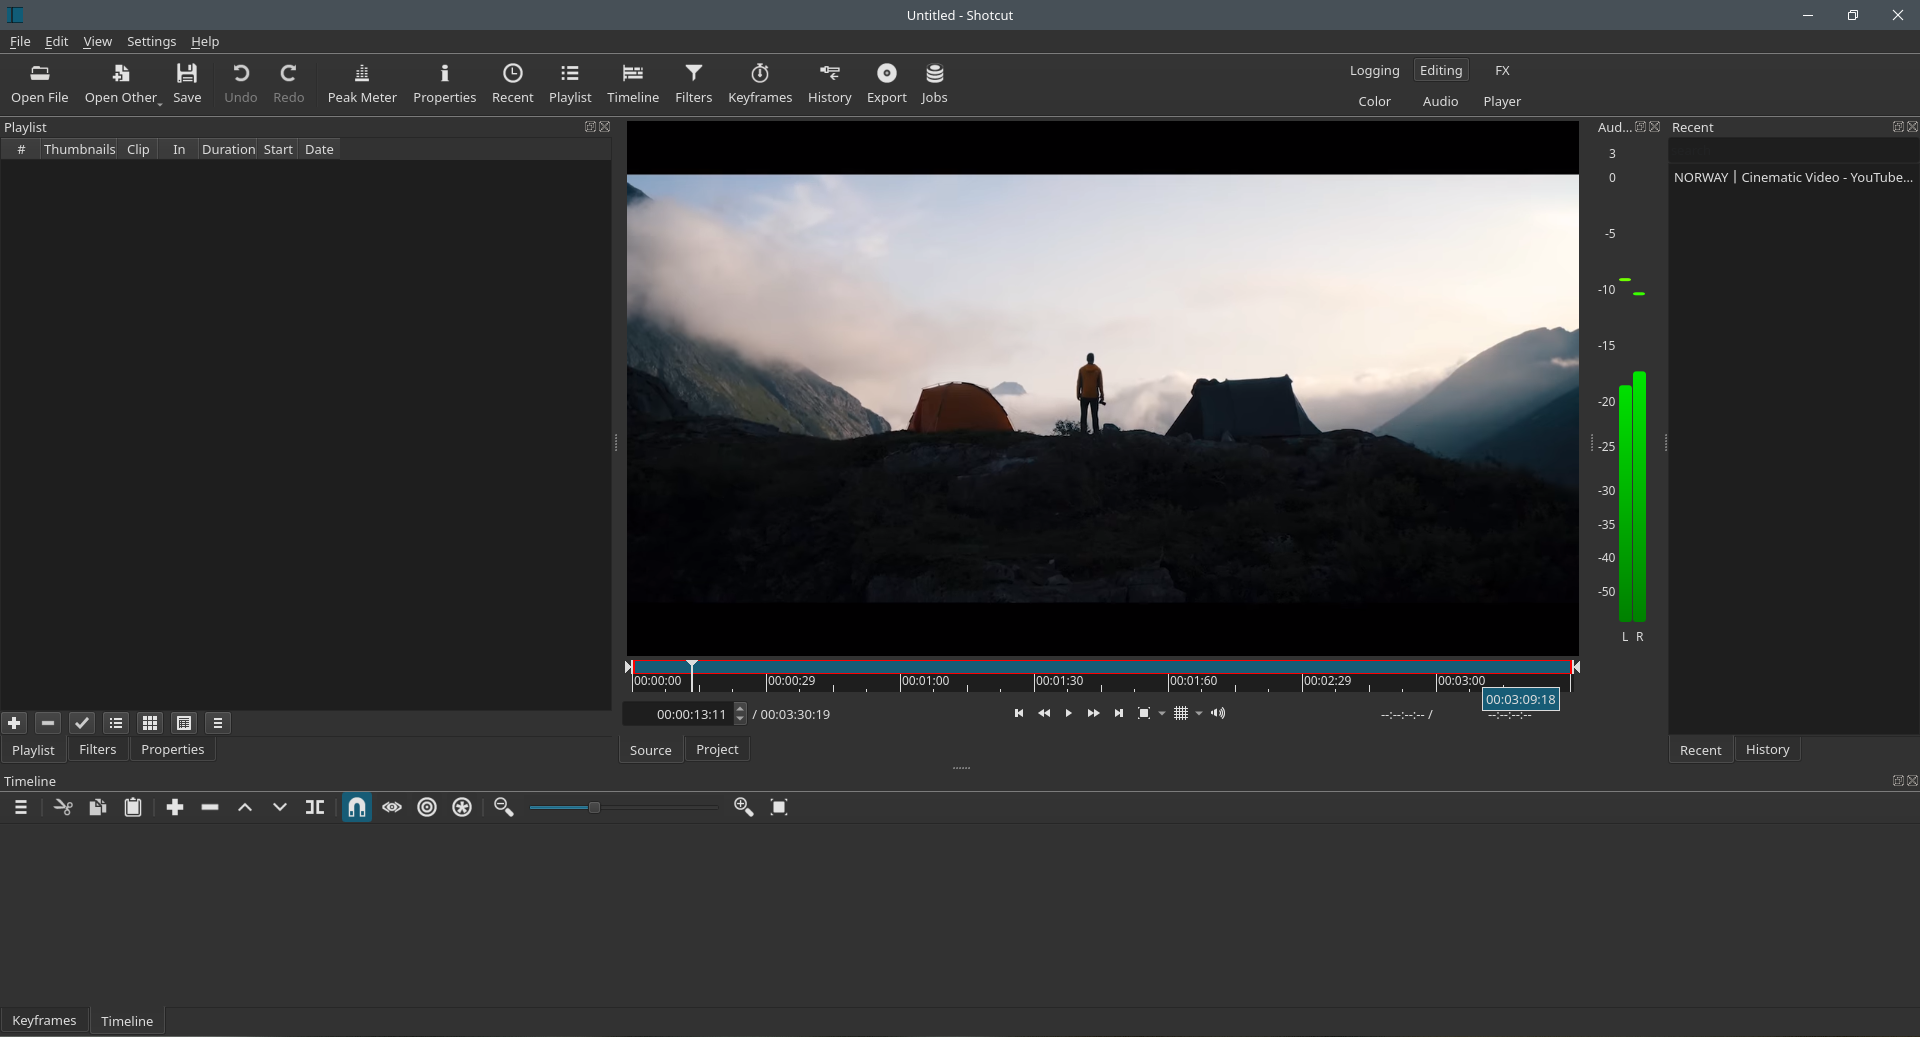 Untitled - Shotcut
File Edit View Settings Help
Open File Open Other Save Undo Redo Peak Meter Properties Recent Playlist Timeline Filters Keyframes History Export Jobs
Logging Editing FX
Color Audio Player
Playlist
# Thumbnails Clip In Duration Start Date
Aud...
3
0
-5
-10
-15
-20
-25
-30
-35
-40
-50
L R
Recent
NORWAY | Cinematic Video - YouTube...
00:00:00 00:00:29 00:01:00 00:01:30 00:01:60 00:02:29 00:03:00
00:03:09:18
00:00:13:11 / 00:03:30:19
--:--:--:-- / --:--:--:--
Playlist Filters Properties
Source Project
Recent History
Timeline
Keyframes Timeline